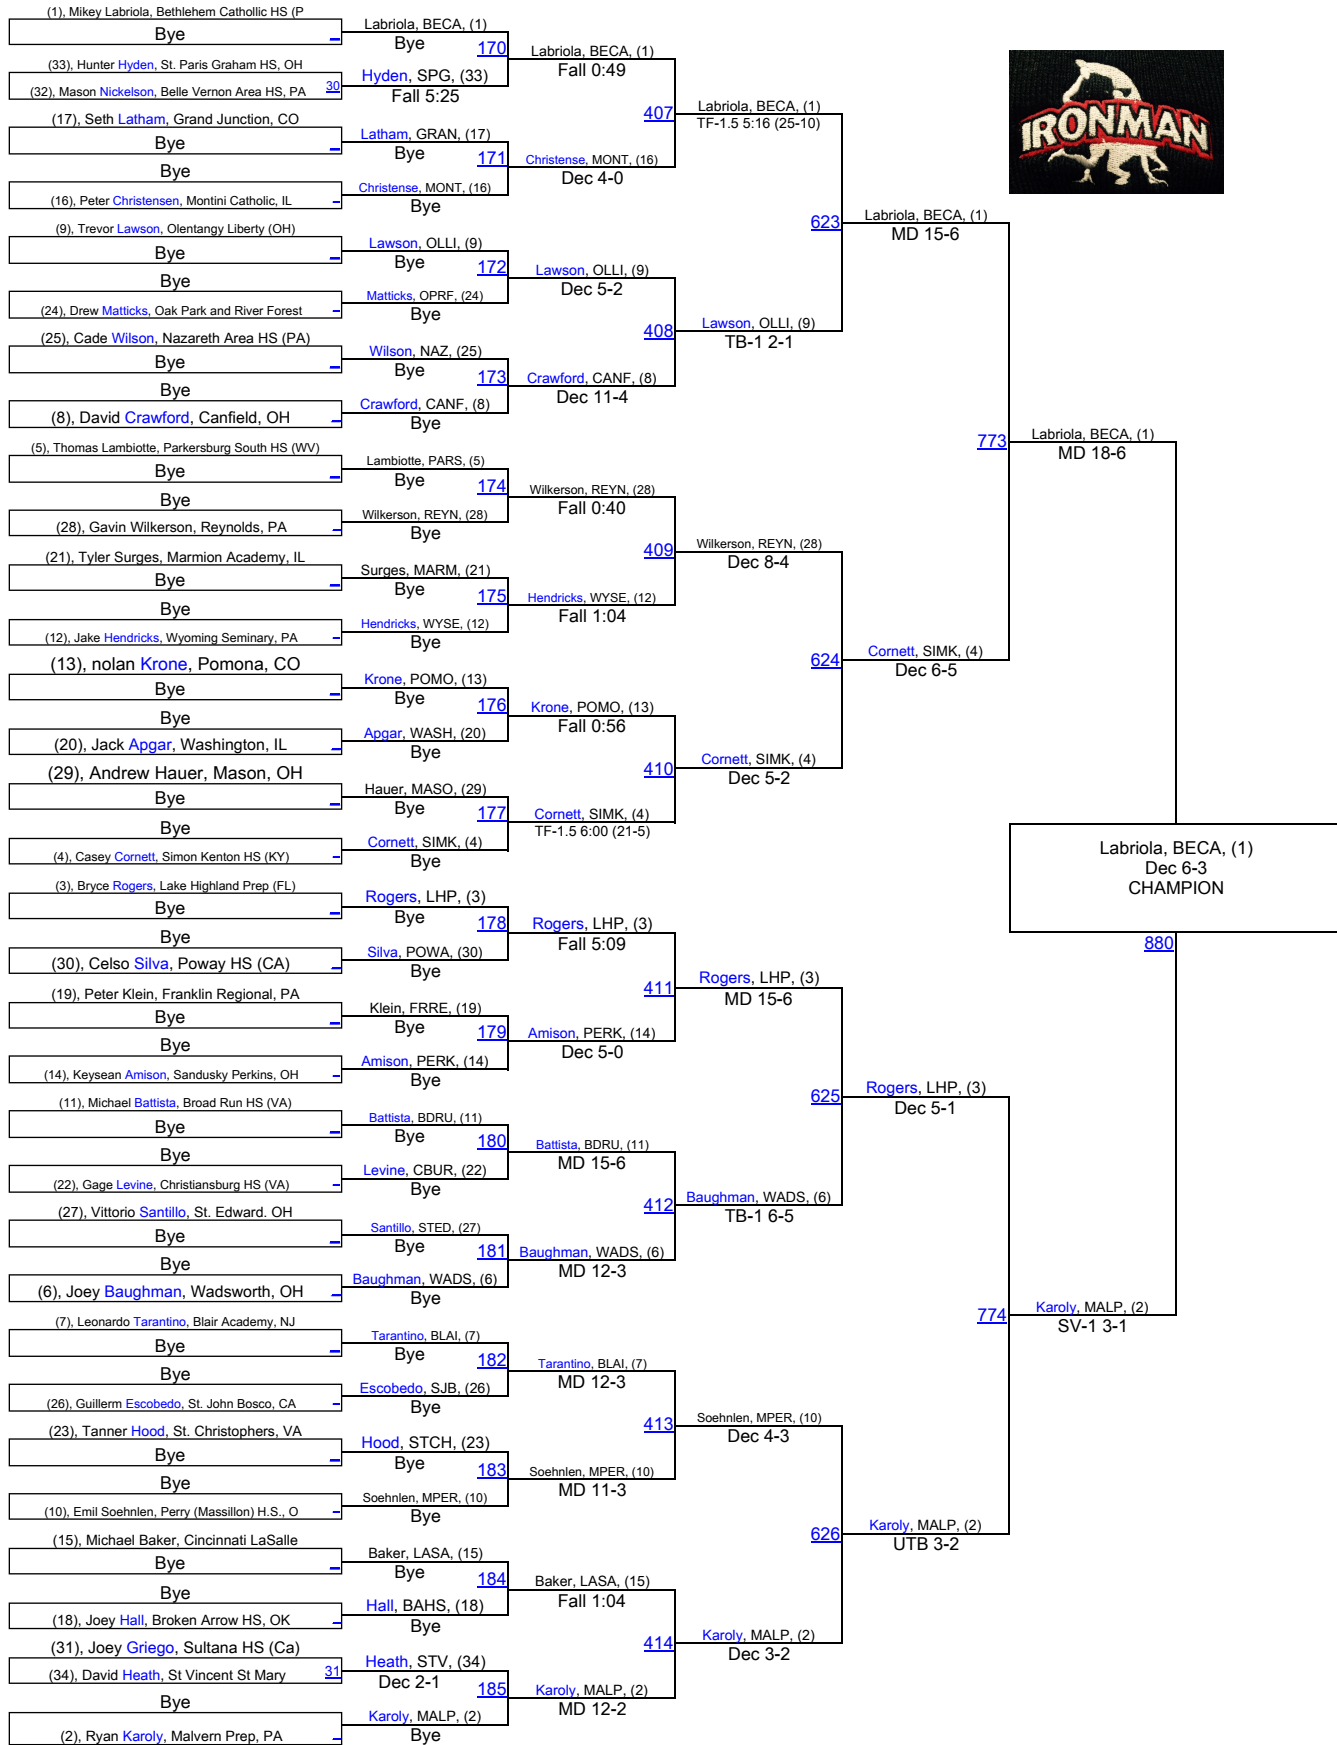 (1), Mikey Labriola, Bethlehem Cathollic HS (P
Bye
(33), Hunter Hyden, St. Paris Graham HS, OH
(32), Mason Nickelson, Belle Vernon Area HS, PA 30
(17), Seth Latham, Grand Junction, CO
Bye
Bye
(16), Peter Christensen, Montini Catholic, IL
(9), Trevor Lawson, Olentangy Liberty (OH)
Bye
Bye
(24), Drew Matticks, Oak Park and River Forest
(25), Cade Wilson, Nazareth Area HS (PA)
Bye
Bye
(8), David Crawford, Canfield, OH
(5), Thomas Lambiotte, Parkersburg South HS (WV)
Bye
Bye
(28), Gavin Wilkerson, Reynolds, PA
(21), Tyler Surges, Marmion Academy, IL
Bye
Bye
(12), Jake Hendricks, Wyoming Seminary, PA
(13), nolan Krone, Pomona, CO
Bye
Bye
(20), Jack Apgar, Washington, IL
(29), Andrew Hauer, Mason, OH
Bye
Bye
(4), Casey Cornett, Simon Kenton HS (KY)
(3), Bryce Rogers, Lake Highland Prep (FL)
Bye
Bye
(30), Celso Silva, Poway HS (CA)
(19), Peter Klein, Franklin Regional, PA
Bye
Bye
(14), Keysean Amison, Sandusky Perkins, OH
(11), Michael Battista, Broad Run HS (VA)
Bye
Bye
(22), Gage Levine, Christiansburg HS (VA)
(27), Vittorio Santillo, St. Edward. OH
Bye
Bye
(6), Joey Baughman, Wadsworth, OH
(7), Leonardo Tarantino, Blair Academy, NJ
Bye
Bye
(26), Guillerm Escobedo, St. John Bosco, CA
(23), Tanner Hood, St. Christophers, VA
Bye
Bye
(10), Emil Soehnlen, Perry (Massillon) H.S., O
(15), Michael Baker, Cincinnati LaSalle
Bye
Bye
(18), Joey Hall, Broken Arrow HS, OK
(31), Joey Griego, Sultana HS (Ca)
(34), David Heath, St Vincent St Mary 31
Bye
(2), Ryan Karoly, Malvern Prep, PA
Labriola, BECA, (1)
Bye
170
Hyden, SPG, (33)
Fall 5:25
Latham, GRAN, (17)
Bye
171
Christense, MONT, (16)
Bye
Lawson, OLLI, (9)
Bye
172
Matticks, OPRF, (24)
Bye
Wilson, NAZ, (25)
Bye
173
Crawford, CANF, (8)
Bye
Lambiotte, PARS, (5)
Bye
174
Wilkerson, REYN, (28)
Bye
Surges, MARM, (21)
Bye
175
Hendricks, WYSE, (12)
Bye
Krone, POMO, (13)
Bye
176
Apgar, WASH, (20)
Bye
Hauer, MASO, (29)
Bye
177
Cornett, SIMK, (4)
Bye
Rogers, LHP, (3)
Bye
178
Silva, POWA, (30)
Bye
Klein, FRRE, (19)
Bye
179
Amison, PERK, (14)
Bye
Battista, BDRU, (11)
Bye
180
Levine, CBUR, (22)
Bye
Santillo, STED, (27)
Bye
181
Baughman, WADS, (6)
Bye
Tarantino, BLAI, (7)
Bye
182
Escobedo, SJB, (26)
Bye
Hood, STCH, (23)
Bye
183
Soehnlen, MPER, (10)
Bye
Baker, LASA, (15)
Bye
184
Hall, BAHS, (18)
Bye
Heath, STV, (34)
Dec 2-1
185
Karoly, MALP, (2)
Bye
Labriola, BECA, (1)
Fall 0:49
407
Christense, MONT, (16)
Dec 4-0
Lawson, OLLI, (9)
Dec 5-2
408
Crawford, CANF, (8)
Dec 11-4
Wilkerson, REYN, (28)
Fall 0:40
409
Hendricks, WYSE, (12)
Fall 1:04
Krone, POMO, (13)
Fall 0:56
410
Cornett, SIMK, (4)
TF-1.5 6:00 (21-5)
Rogers, LHP, (3)
Fall 5:09
411
Amison, PERK, (14)
Dec 5-0
Battista, BDRU, (11)
MD 15-6
412
Baughman, WADS, (6)
MD 12-3
Tarantino, BLAI, (7)
MD 12-3
413
Soehnlen, MPER, (10)
MD 11-3
Baker, LASA, (15)
Fall 1:04
414
Karoly, MALP, (2)
MD 12-2
Labriola, BECA, (1)
TF-1.5 5:16 (25-10)
623
Lawson, OLLI, (9)
TB-1 2-1
Wilkerson, REYN, (28)
Dec 8-4
624
Cornett, SIMK, (4)
Dec 5-2
Rogers, LHP, (3)
MD 15-6
625
Baughman, WADS, (6)
TB-1 6-5
Soehnlen, MPER, (10)
Dec 4-3
626
Karoly, MALP, (2)
Dec 3-2
Labriola, BECA, (1)
MD 15-6
773
Cornett, SIMK, (4)
Dec 6-5
Rogers, LHP, (3)
Dec 5-1
774
Karoly, MALP, (2)
UTB 3-2
IRONMAN
Labriola, BECA, (1)
MD 18-6
Labriola, BECA, (1)
Dec 6-3
CHAMPION
880
Karoly, MALP, (2)
SV-1 3-1